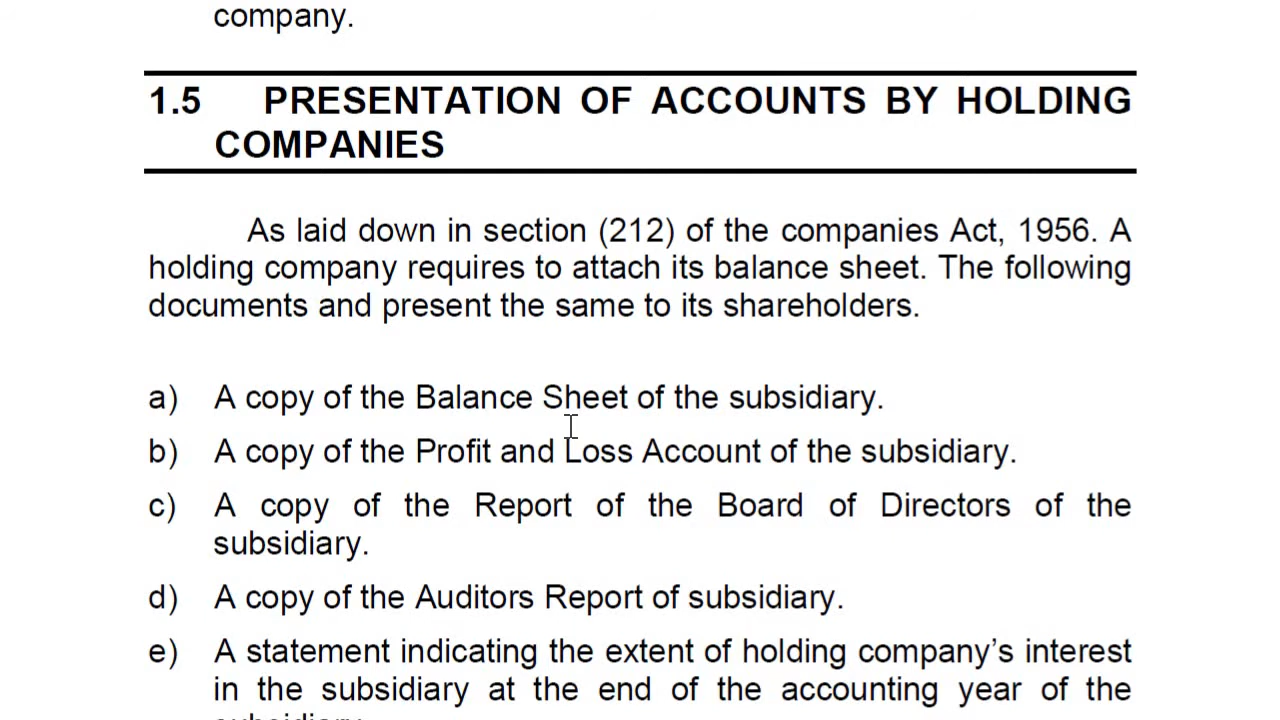 company.
1.5 PRESENTATION OF ACCOUNTS BY HOLDING
COMPANIES
As laid down in section (212) of the companies Act, 1956. A
holding company requires to attach its balance sheet. The following
documents and present the same to its shareholders.
a) A copy of the Balance Sheet of the subsidiary.
b) A copy of the Profit and Loss Account of the subsidiary.
c) A copy of the Report of the Board of Directors of the
subsidiary.
d) A copy of the Auditors Report of subsidiary.
e) A statement indicating the extent of holding company’s interest
in the subsidiary at the end of the accounting year of the